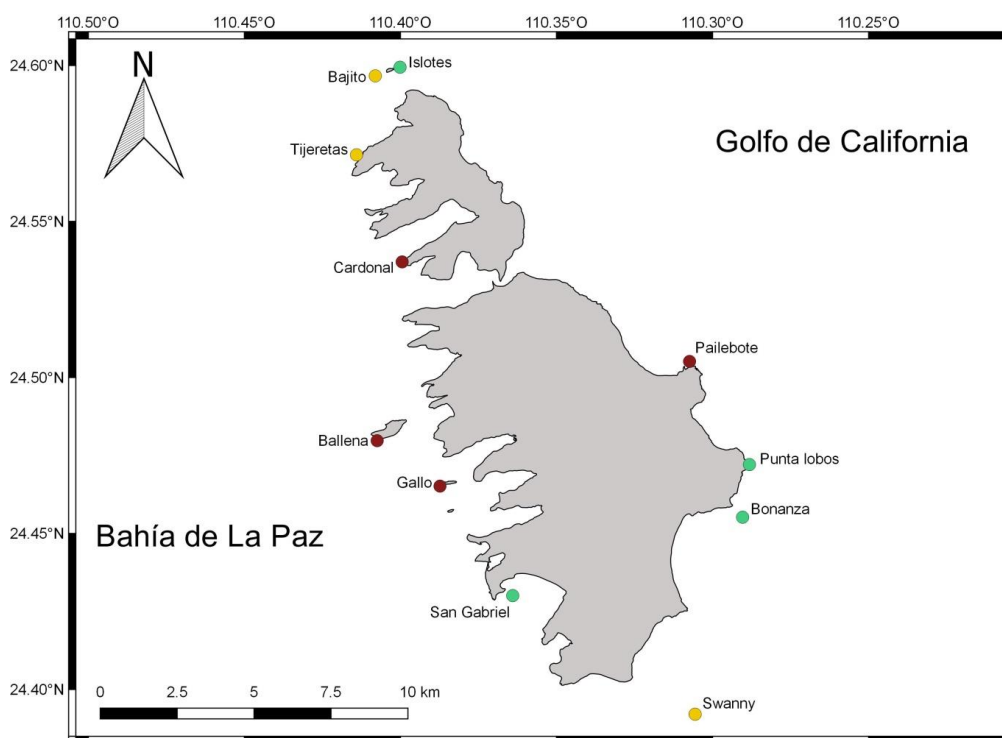 110.50°O 110.45°O 110.40°O 110.35°O 110.30°O 110.25°O
24.60°N
24.55°N
24.50°N
24.45°N
24.40°N
N
Islotes
Bajito
Tijeretas
Golfo de California
Cardonal
Pailebote
Ballena
Punta lobos
Gallo
Bonanza
Bahía de La Paz
San Gabriel
Swanny
0 2.5 5 7.5 10 km